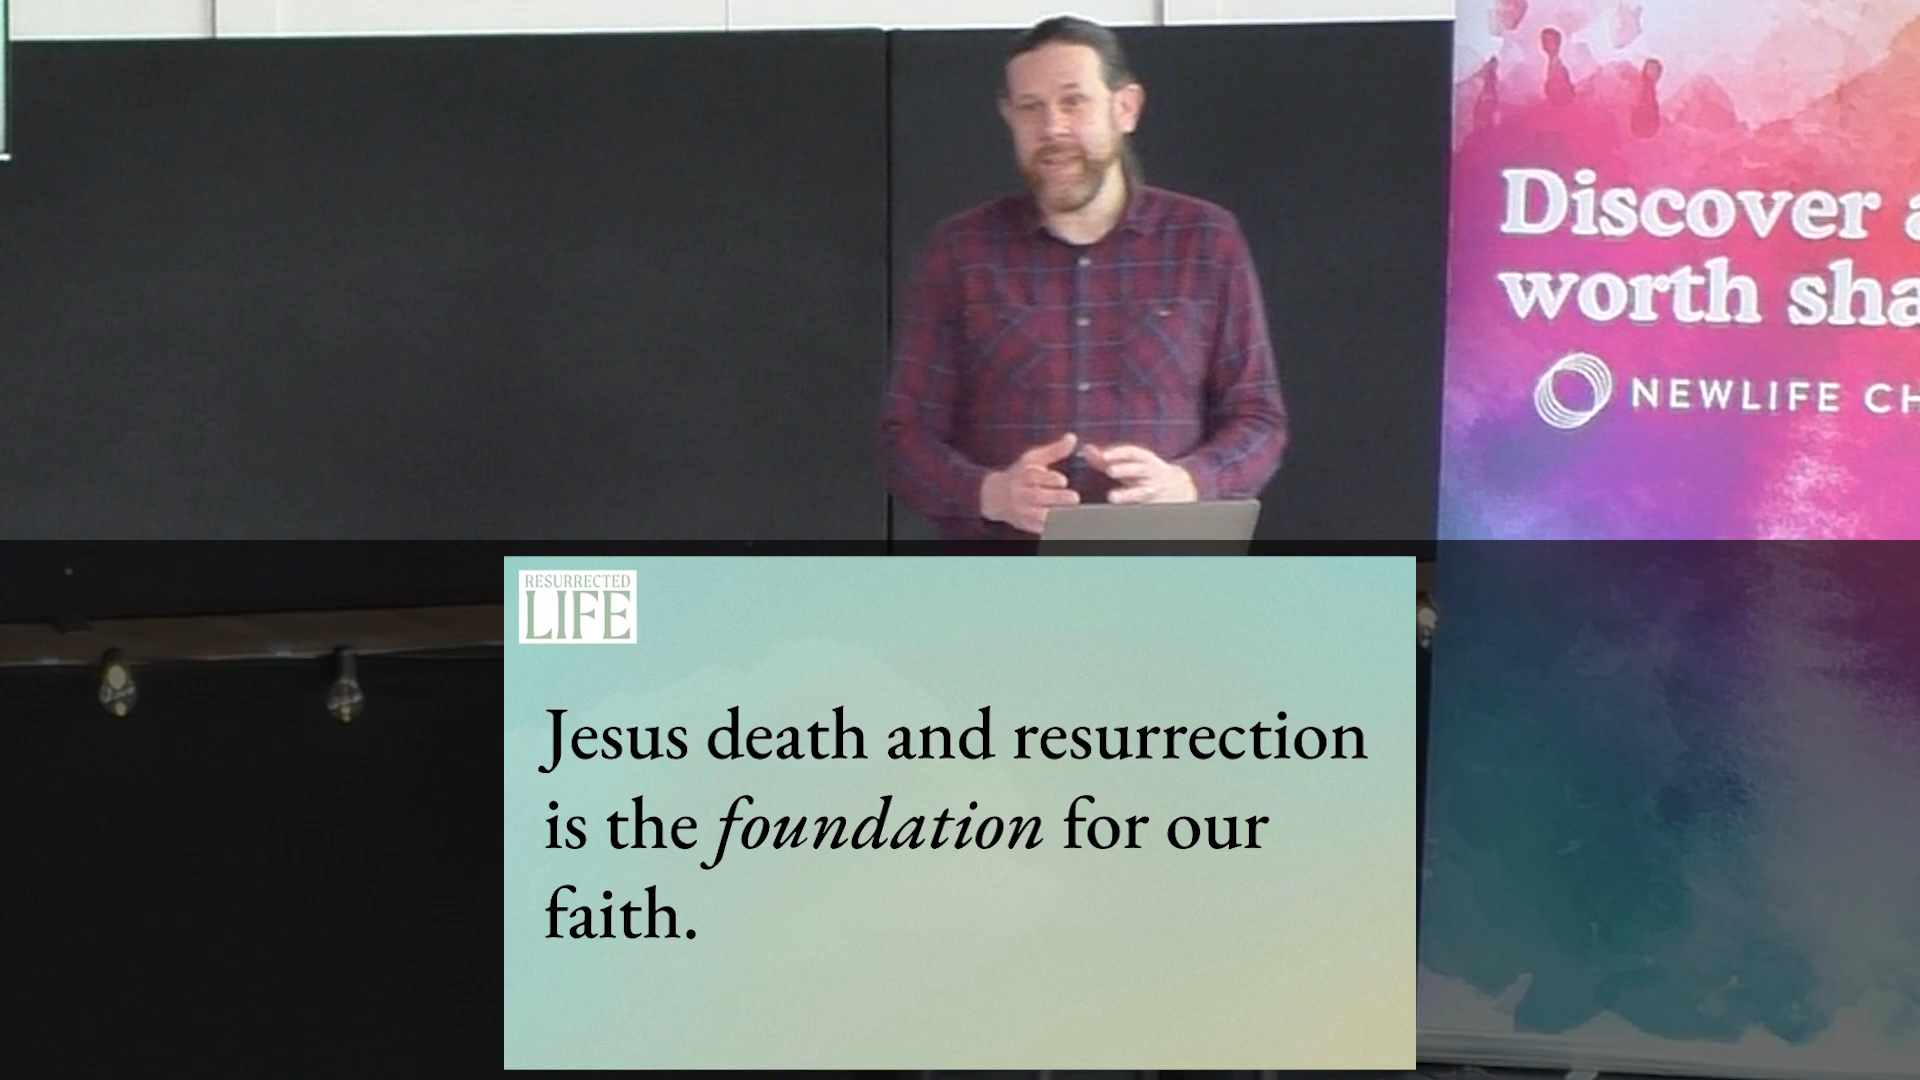 Discover
worth sha
NEWLIFE CH
RESURRECTED
LIFE
Jesus death and resurrection
is the foundation for our
faith.